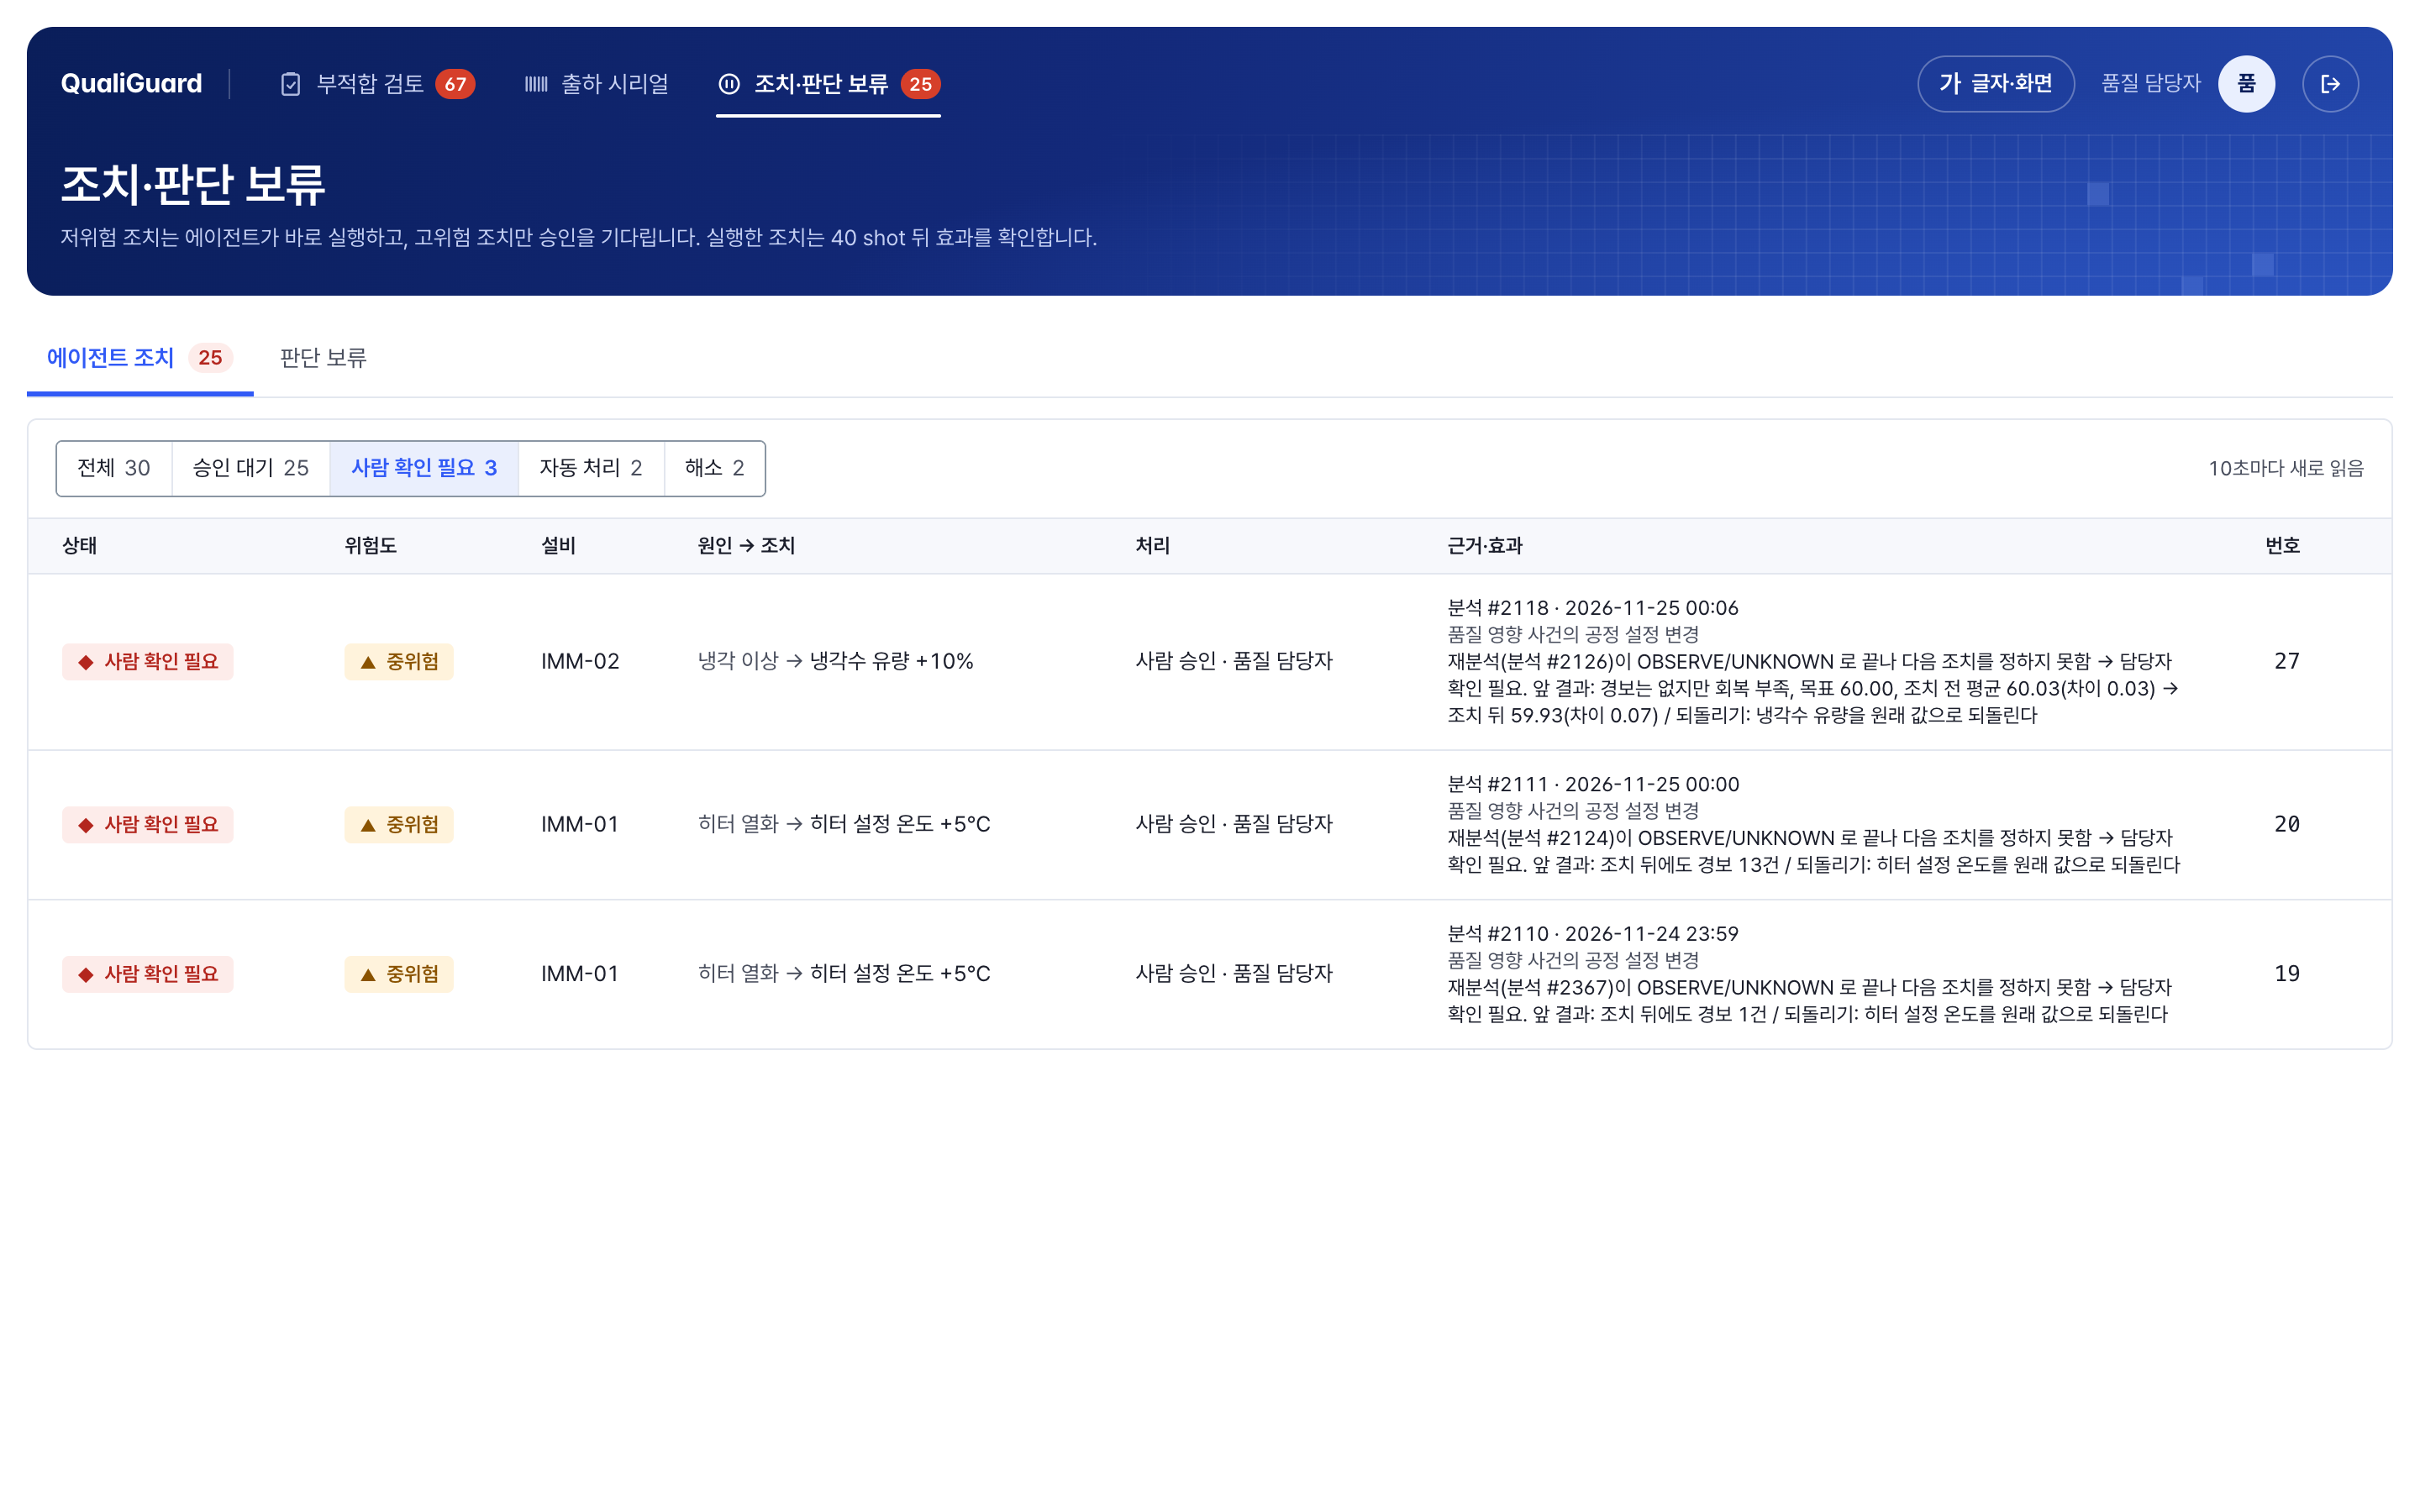 QualiGuard
부적합 검토 67
출하 시리얼
조치·판단 보류 25
가 글자·화면
품질 담당자
품
조치·판단 보류
저위험 조치는 에이전트가 바로 실행하고, 고위험 조치만 승인을 기다립니다. 실행한 조치는 40 shot 뒤 효과를 확인합니다.
에이전트 조치 25
판단 보류
전체 30
승인 대기 25
사람 확인 필요 3
자동 처리 2
해소 2
10초마다 새로 읽음
상태 위험도 설비 원인 → 조치 처리 근거·효과 번호
사람 확인 필요
중위험
IMM-02
냉각 이상 → 냉각수 유량 +10%
사람 승인 · 품질 담당자
분석 #2118 · 2026-11-25 00:06
품질 영향 사건의 공정 설정 변경
재분석(분석 #2126)이 OBSERVE/UNKNOWN 로 끝나 다음 조치를 정하지 못함 → 담당자
확인 필요. 앞 결과: 경보는 없지만 회복 부족, 목표 60.00, 조치 전 평균 60.03(차이 0.03) →
조치 뒤 59.93(차이 0.07) / 되돌리기: 냉각수 유량을 원래 값으로 되돌린다
27
사람 확인 필요
중위험
IMM-01
히터 열화 → 히터 설정 온도 +5°C
사람 승인 · 품질 담당자
분석 #2111 · 2026-11-25 00:00
품질 영향 사건의 공정 설정 변경
재분석(분석 #2124)이 OBSERVE/UNKNOWN 로 끝나 다음 조치를 정하지 못함 → 담당자
확인 필요. 앞 결과: 조치 뒤에도 경보 13건 / 되돌리기: 히터 설정 온도를 원래 값으로 되돌린다
20
사람 확인 필요
중위험
IMM-01
히터 열화 → 히터 설정 온도 +5°C
사람 승인 · 품질 담당자
분석 #2110 · 2026-11-24 23:59
품질 영향 사건의 공정 설정 변경
재분석(분석 #2367)이 OBSERVE/UNKNOWN 로 끝나 다음 조치를 정하지 못함 → 담당자
확인 필요. 앞 결과: 조치 뒤에도 경보 1건 / 되돌리기: 히터 설정 온도를 원래 값으로 되돌린다
19